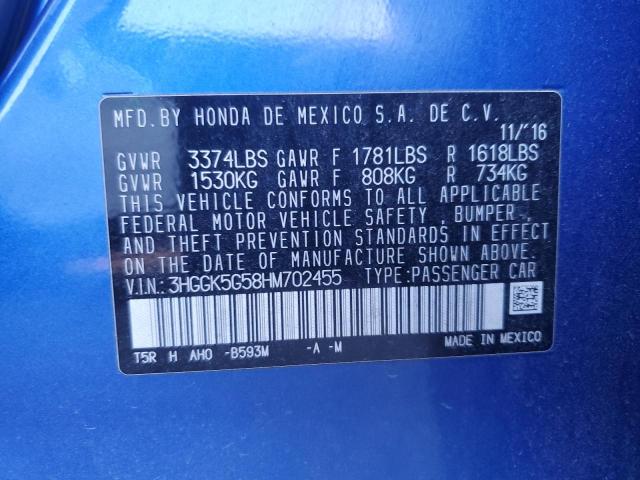 MFD.BY HONDA DE MEXICO S.A. DE C.V.
11/'16
GVWR 3374LBS GAWR F 1781LBS R 1618LBS
GVWR 1530KG GAWR F 808KG R 734KG
THIS VEHICLE CONFORMS TO ALL APPLICABLE
FEDERAL MOTOR VEHICLE SAFETY , BUMPER ,
AND THEFT PREVENTION STANDARDS IN EFFECT
ON THE DATE OF MANUFACTURE SHOWN ABOVE.
V.I.N.: 3HGGK5G58HM702455 TYPE:PASSENGER CAR
T5R H AHO -B593M -A -M MADE IN MEXICO